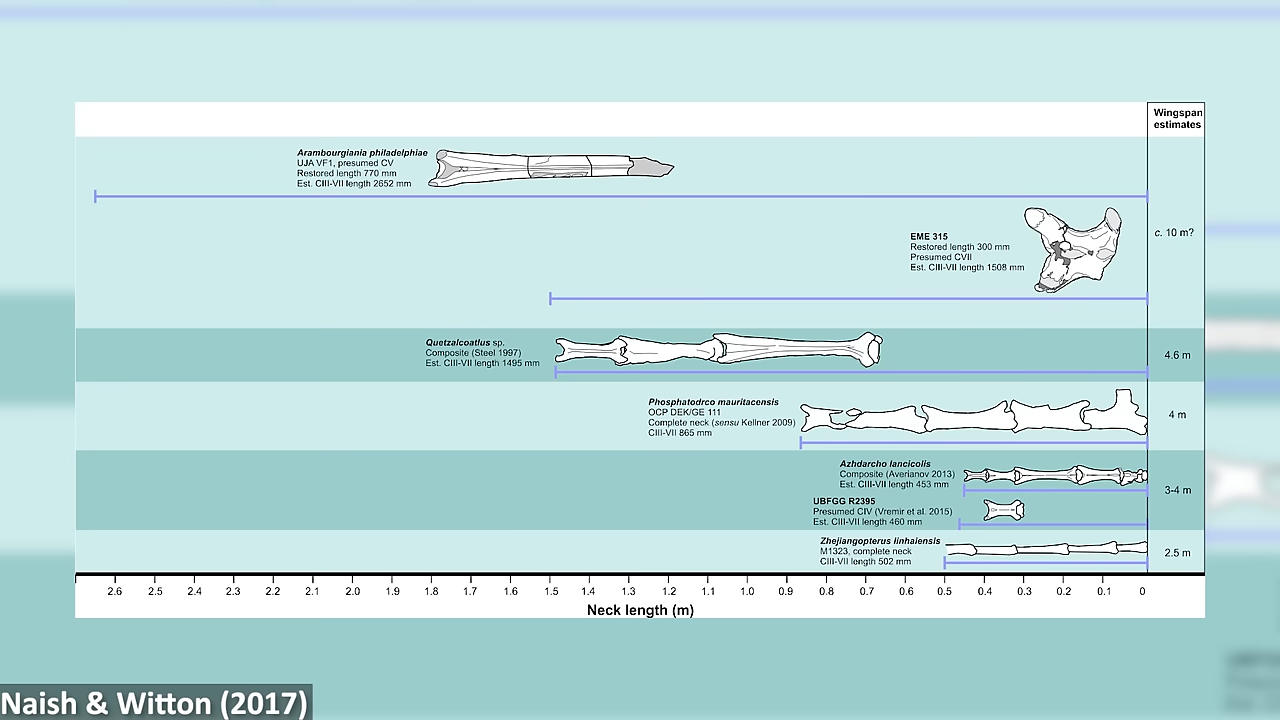 Wingspan
estimates
Arambourgiania philadelphiae
UJA VF1, presumed CV
Restored length 770 mm
Est. CIII-VII length 2652 mm
EME 315
Restored length 300 mm
Presumed CVII
Est. CIII-VII length 1508 mm
c. 10 m?
Quetzalcoatlus sp.
Composite (Steel 1997)
Est. CIII-VII length 1495 mm
4.6 m
Phosphatodrco mauritacensis
OCP DEK/GE 111
Complete neck (sensu Kellner 2009)
CIII-VII 865 mm
4 m
Azhdarcho lancicolis
Composite (Averianov 2013)
Est. CIII-VII length 453 mm
3-4 m
UBFGG R2395
Presumed CIV (Vremir et al. 2015)
Est. CIII-VII length 460 mm
Zhejiangopterus linhaiensis
M1323, complete neck
CIII-VII length 502 mm
2.5 m
2.6 2.5 2.4 2.3 2.2 2.1 2.0 1.9 1.8 1.7 1.6 1.5 1.4 1.3 1.2 1.1 1.0 0.9 0.8 0.7 0.6 0.5 0.4 0.3 0.2 0.1 0
Neck length (m)
Naish & Witton (2017)